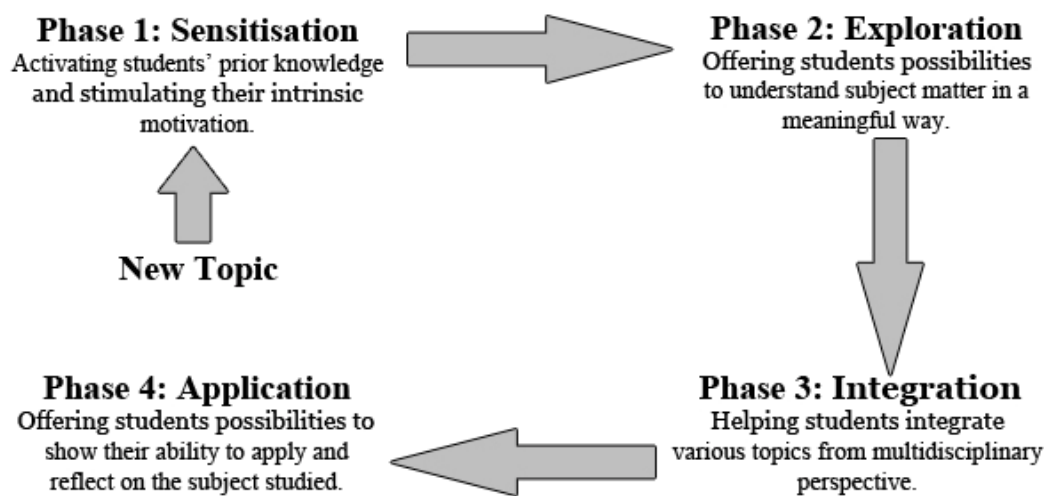 Phase 1: Sensitisation
Activating students' prior knowledge
and stimulating their intrinsic
motivation.
Phase 2: Exploration
Offering students possibilities
to understand subject matter in a
meaningful way.
New Topic
Phase 4: Application
Offering students possibilities to
show their ability to apply and
reflect on the subject studied.
Phase 3: Integration
Helping students integrate
various topics from multidisciplinary
perspective.